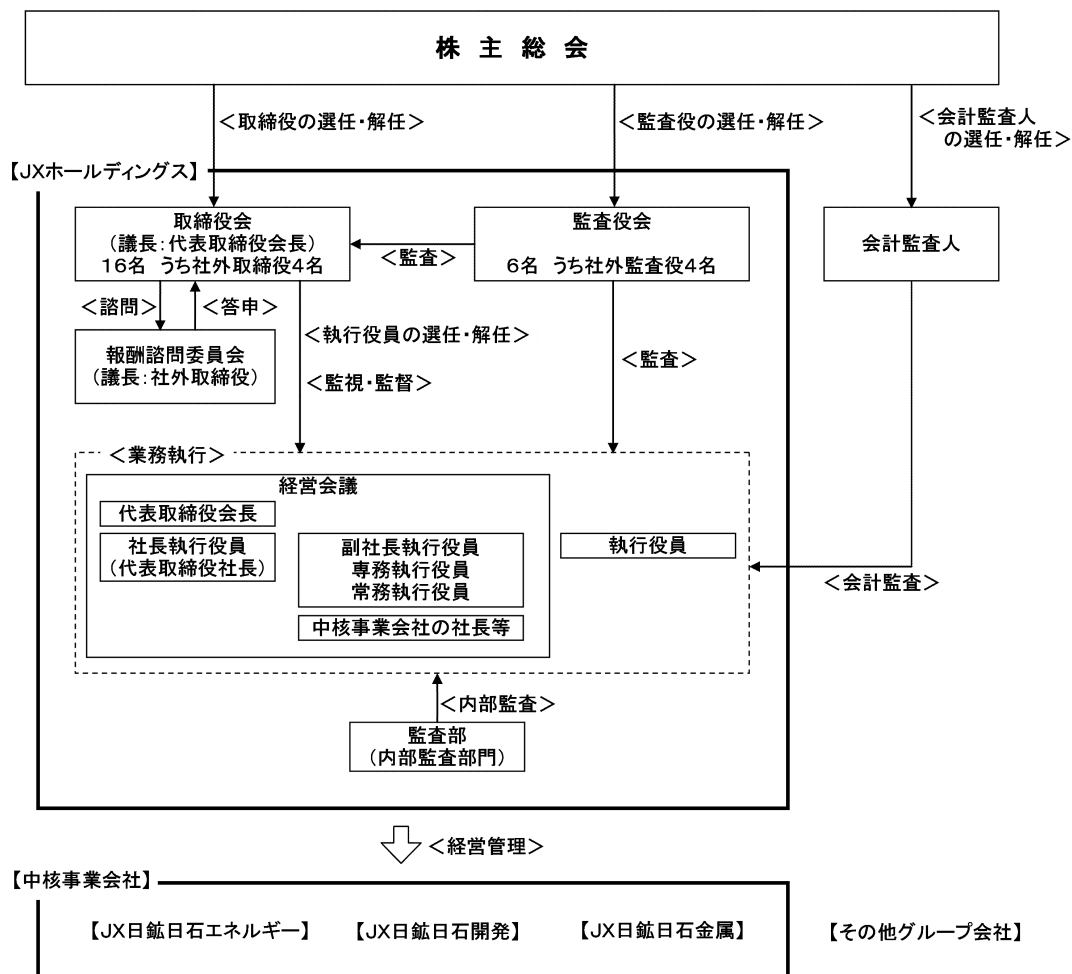 株主総会
＜取締役の選任・解任＞
＜監査役の選任・解任＞
＜会計監査人
の選任・解任＞
【JXホールディングス】
取締役会
（議長：代表取締役会長）
16名 うち社外取締役4名
＜監査＞
監査役会
6名 うち社外監査役4名
会計監査人
＜諮問＞
＜答申＞
＜執行役員の選任・解任＞
報酬諮問委員会
（議長：社外取締役）
＜監視・監督＞
＜監査＞
＜業務執行＞
経営会議
代表取締役会長
社長執行役員
（代表取締役社長）
副社長執行役員
専務執行役員
常務執行役員
中核事業会社の社長等
執行役員
＜会計監査＞
＜内部監査＞
監査部
（内部監査部門）
＜経営管理＞
【中核事業会社】
【JX日鉱日石エネルギー】
【JX日鉱日石開発】
【JX日鉱日石金属】
【その他グループ会社】